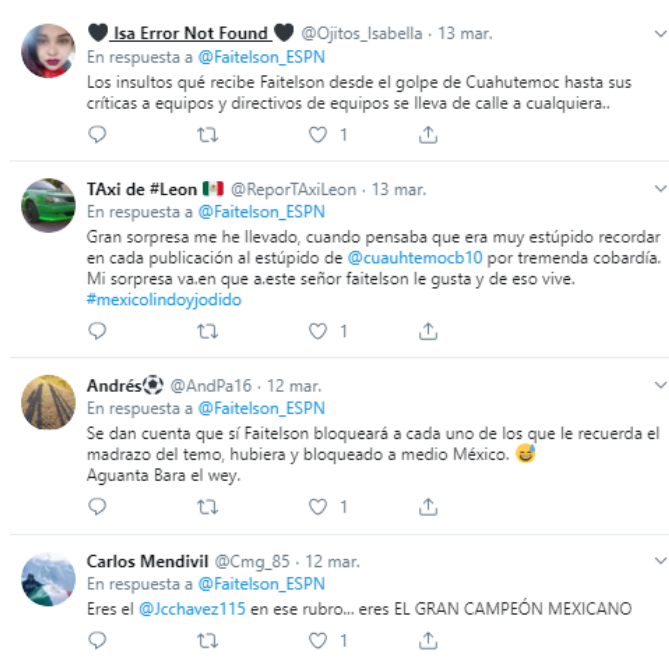 🖤 Isa Error Not Found 🖤 @Ojitos_Isabella · 13 mar.
En respuesta a @Faitelson_ESPN
Los insultos qué recibe Faitelson desde el golpe de Cuahutemoc hasta sus
críticas a equipos y directivos de equipos se lleva de calle a cualquiera..
1
TAxi de #Leon 🇲🇽 @ReporTAxiLeon · 13 mar.
En respuesta a @Faitelson_ESPN
Gran sorpresa me he llevado, cuando pensaba que era muy estúpido recordar
en cada publicación al estúpido de @cuauhtemocb10 por tremenda cobardía.
Mi sorpresa va.en que a.este señor faitelson le gusta y de eso vive.
#mexicolindoyjodido
1
Andrés⚽ @AndPa16 · 12 mar.
En respuesta a @Faitelson_ESPN
Se dan cuenta que sí Faitelson bloqueará a cada uno de los que le recuerda el
madrazo del temo, hubiera y bloqueado a medio México. 😅
Aguanta Bara el wey.
1
Carlos Mendivil @Cmg_85 · 12 mar.
En respuesta a @Faitelson_ESPN
Eres el @Jcchavez115 en ese rubro... eres EL GRAN CAMPEÓN MEXICANO
1